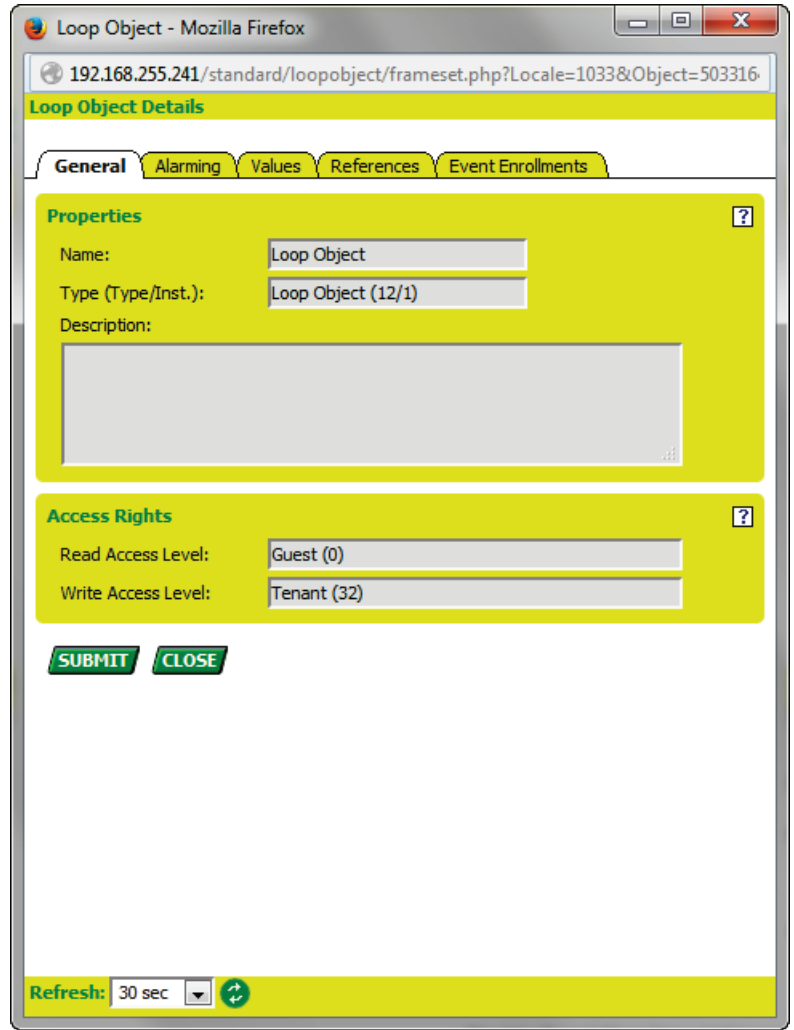 Loop Object - Mozilla Firefox
192.168.255.241/standard/loopobject/frameset.php?Locale=1033&Object=503316
Loop Object Details
General Alarming Values References Event Enrollments
Properties ?
Name: Loop Object
Type (Type/Inst.): Loop Object (12/1)
Description:
Access Rights ?
Read Access Level: Guest (0)
Write Access Level: Tenant (32)
SUBMIT CLOSE
Refresh: 30 sec